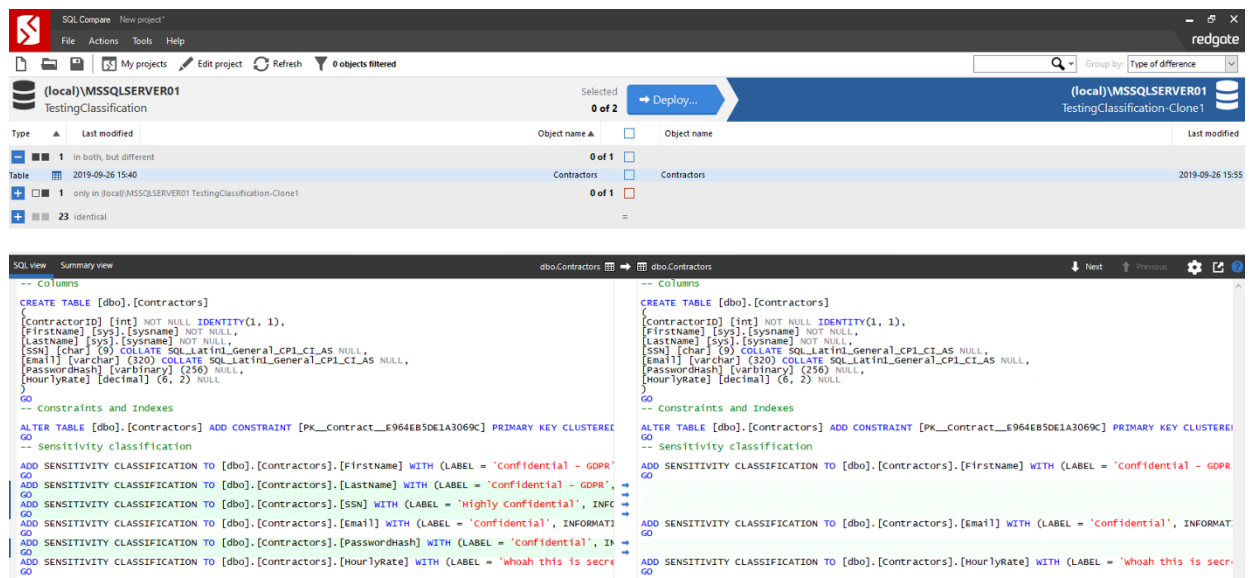 SQL Compare New project*
File Actions Tools Help
redgate
My projects Edit project Refresh 0 objects filtered
Group by: Type of difference
(local)\MSSQLSERVER01
TestingClassification
Selected
0 of 2
Deploy...
(local)\MSSQLSERVER01
TestingClassification-Clone1
Type Last modified Object name Object name Last modified
1 in both, but different 0 of 1
Table 2019-09-26 15:40 Contractors Contractors 2019-09-26 15:55
1 only in (local)\MSSQLSERVER01 TestingClassification-Clone1 0 of 1
23 identical =
SQL view Summary view dbo.Contractors dbo.Contractors Next Previous
-- Columns
CREATE TABLE [dbo].[Contractors]
(
[ContractorID] [int] NOT NULL IDENTITY(1, 1),
[FirstName] [sys].[sysname] NOT NULL,
[LastName] [sys].[sysname] NOT NULL,
[SSN] [char] (9) COLLATE SQL_Latin1_General_CP1_CI_AS NULL,
[Email] [varchar] (320) COLLATE SQL_Latin1_General_CP1_CI_AS NULL,
[PasswordHash] [varbinary] (256) NULL,
[HourlyRate] [decimal] (6, 2) NULL
)
GO
-- Constraints and Indexes
ALTER TABLE [dbo].[Contractors] ADD CONSTRAINT [PK__Contract__E964EB5DE1A3069C] PRIMARY KEY CLUSTERED
GO
-- Sensitivity classification
ADD SENSITIVITY CLASSIFICATION TO [dbo].[Contractors].[FirstName] WITH (LABEL = 'Confidential - GDPR'
GO
ADD SENSITIVITY CLASSIFICATION TO [dbo].[Contractors].[LastName] WITH (LABEL = 'Confidential - GDPR',
GO
ADD SENSITIVITY CLASSIFICATION TO [dbo].[Contractors].[SSN] WITH (LABEL = 'Highly Confidential', INFO
GO
ADD SENSITIVITY CLASSIFICATION TO [dbo].[Contractors].[Email] WITH (LABEL = 'Confidential', INFORMATI
GO
ADD SENSITIVITY CLASSIFICATION TO [dbo].[Contractors].[PasswordHash] WITH (LABEL = 'Confidential', IN
GO
ADD SENSITIVITY CLASSIFICATION TO [dbo].[Contractors].[HourlyRate] WITH (LABEL = 'Whoah this is secre
GO
-- Columns
CREATE TABLE [dbo].[Contractors]
(
[ContractorID] [int] NOT NULL IDENTITY(1, 1),
[FirstName] [sys].[sysname] NOT NULL,
[LastName] [sys].[sysname] NOT NULL,
[SSN] [char] (9) COLLATE SQL_Latin1_General_CP1_CI_AS NULL,
[Email] [varchar] (320) COLLATE SQL_Latin1_General_CP1_CI_AS NULL,
[PasswordHash] [varbinary] (256) NULL,
[HourlyRate] [decimal] (6, 2) NULL
)
GO
-- Constraints and Indexes
ALTER TABLE [dbo].[Contractors] ADD CONSTRAINT [PK__Contract__E964EB5DE1A3069C] PRIMARY KEY CLUSTERE
GO
-- Sensitivity classification
ADD SENSITIVITY CLASSIFICATION TO [dbo].[Contractors].[FirstName] WITH (LABEL = 'Confidential - GDPR
GO
ADD SENSITIVITY CLASSIFICATION TO [dbo].[Contractors].[Email] WITH (LABEL = 'Confidential', INFORMAT
GO
ADD SENSITIVITY CLASSIFICATION TO [dbo].[Contractors].[HourlyRate] WITH (LABEL = 'Whoah this is secr
GO